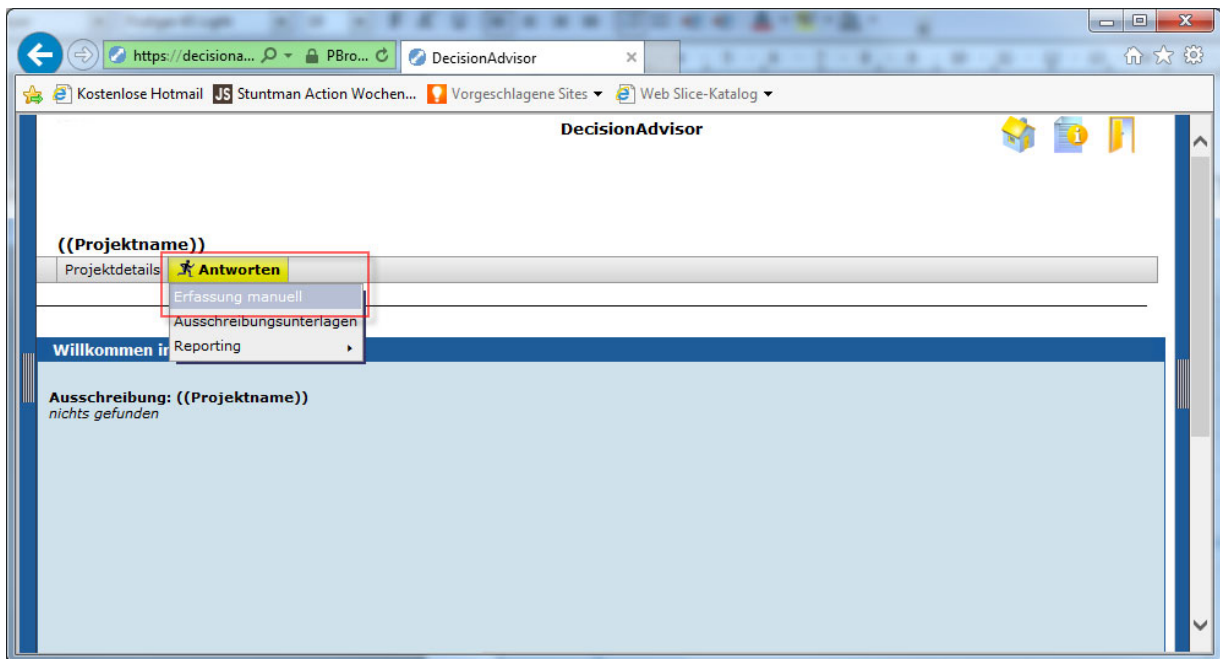 https://decisiona... PBro... DecisionAdvisor
Kostenlose Hotmail JS Stuntman Action Wochen... Vorgeschlagene Sites Web Slice-Katalog
DecisionAdvisor
((Projektname))
Projektdetails Antworten
Erfassung manuell
Ausschreibungsunterlagen
Reporting
Willkommen in
Ausschreibung: ((Projektname))
nichts gefunden